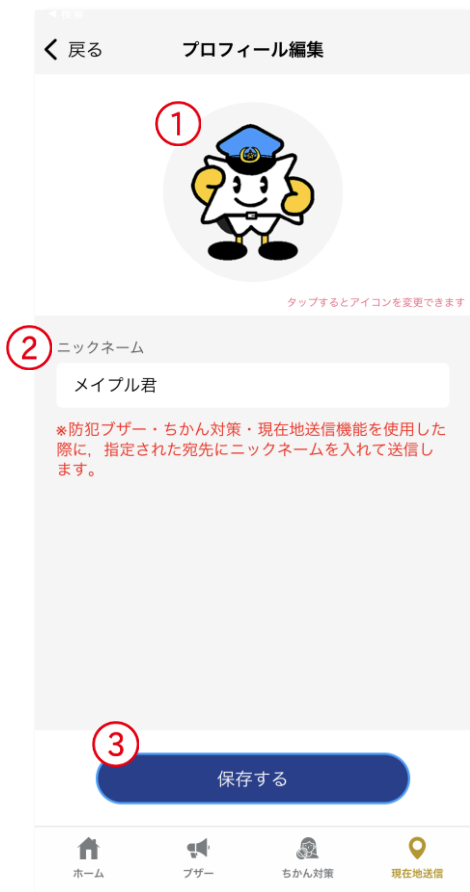 戻る プロフィール編集
①
タップするとアイコンを変更できます
② ニックネーム
メイプル君
※防犯ブザー・ちかん対策・現在地送信機能を使用した
際に，指定された宛先にニックネームを入れて送信し
ます。
③
保存する
ホーム ブザー ちかん対策 現在地送信